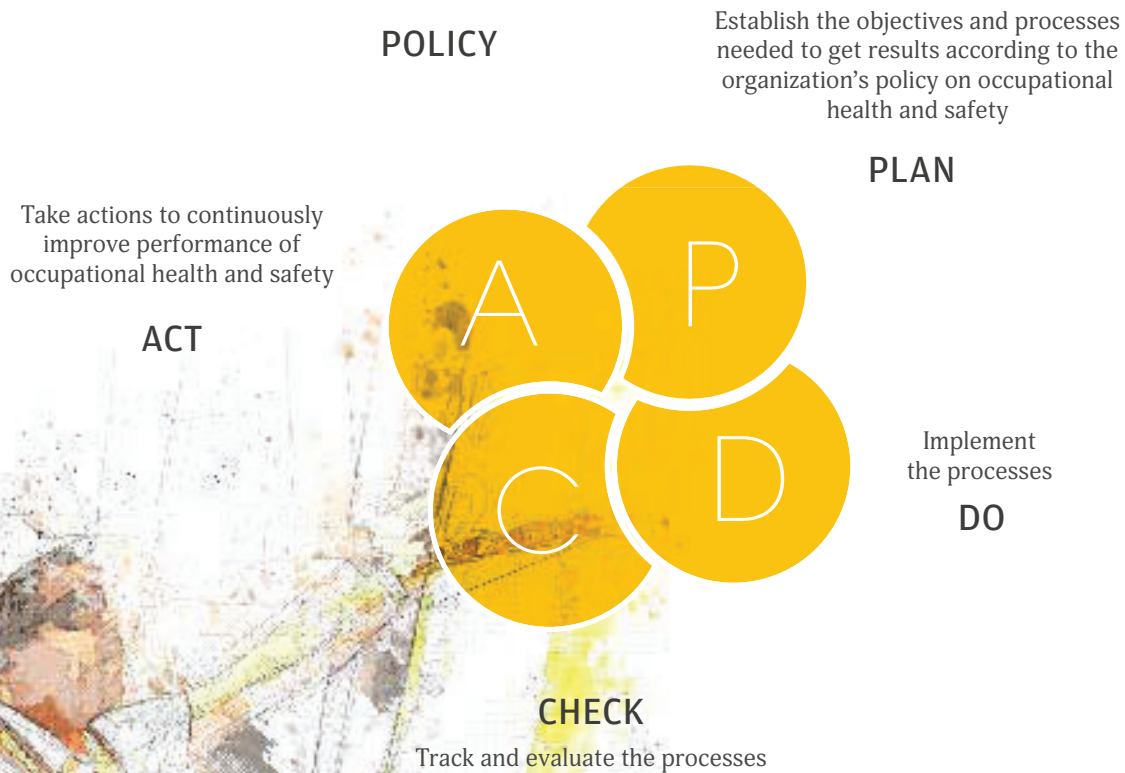 POLICY
Establish the objectives and processes
needed to get results according to the
organization’s policy on occupational
health and safety
PLAN
Take actions to continuously
improve performance of
occupational health and safety
ACT
A
P
C
D
Implement
the processes
DO
CHECK
Track and evaluate the processes